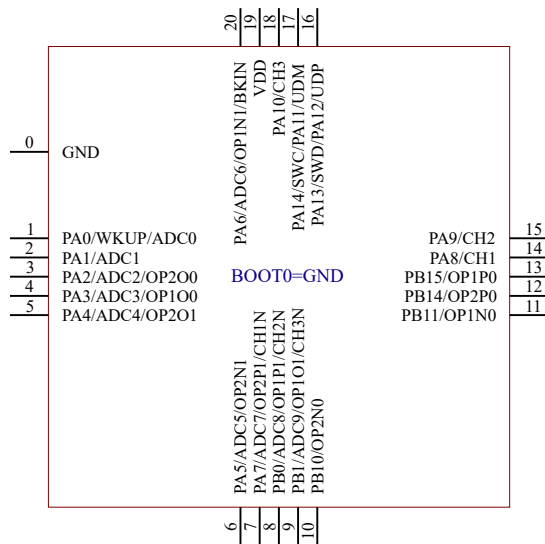 20
19
18
17
16
PA6/ADC6/OP1N1/BKIN
VDD
PA10/CH3
PA14/SWC/PA11/UDM
PA13/SWD/PA12/UDP
0
GND
1
PA0/WKUP/ADC0
2
PA1/ADC1
3
PA2/ADC2/OP2O0
4
PA3/ADC3/OP1O0
5
PA4/ADC4/OP2O1
BOOT0=GND
PA9/CH2
15
PA8/CH1
14
PB15/OP1P0
13
PB14/OP2P0
12
PB11/OP1N0
11
PA5/ADC5/OP2N1
PA7/ADC7/OP2P1/CH1N
PB0/ADC8/OP1P1/CH2N
PB1/ADC9/OP1O1/CH3N
PB10/OP2N0
6
7
8
9
10